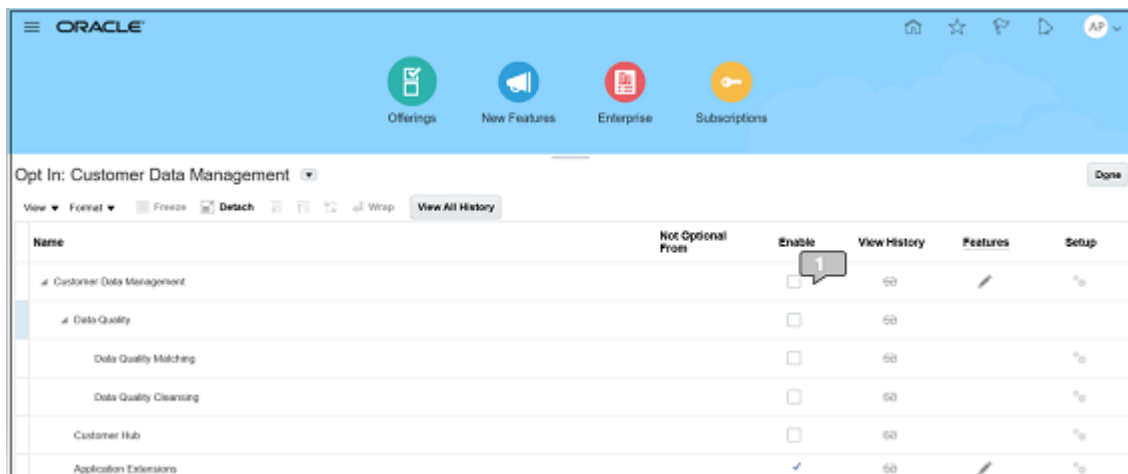 ORACLE
AP
Offerings New Features Enterprise Subscriptions
Opt In: Customer Data Management
Done
View Format Freeze Detach Wrap View All History
Name Not Optional From Enable View History Features Setup
1
Customer Data Management
Data Quality
Data Quality Matching
Data Quality Cleansing
Customer Hub
Application Extensions